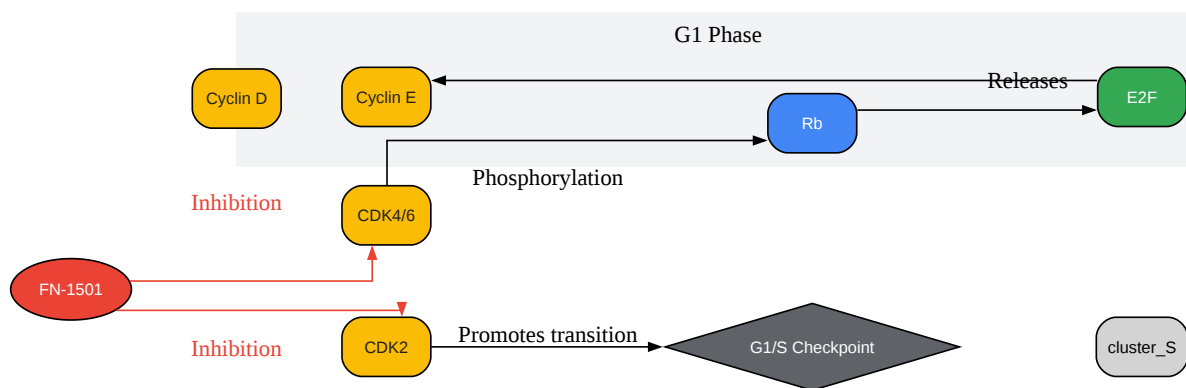 G1 Phase
Cyclin D
Cyclin E
Releases
E2F
Rb
Phosphorylation
Inhibition
CDK4/6
FN-1501
Inhibition
CDK2
Promotes transition
G1/S Checkpoint
cluster_S